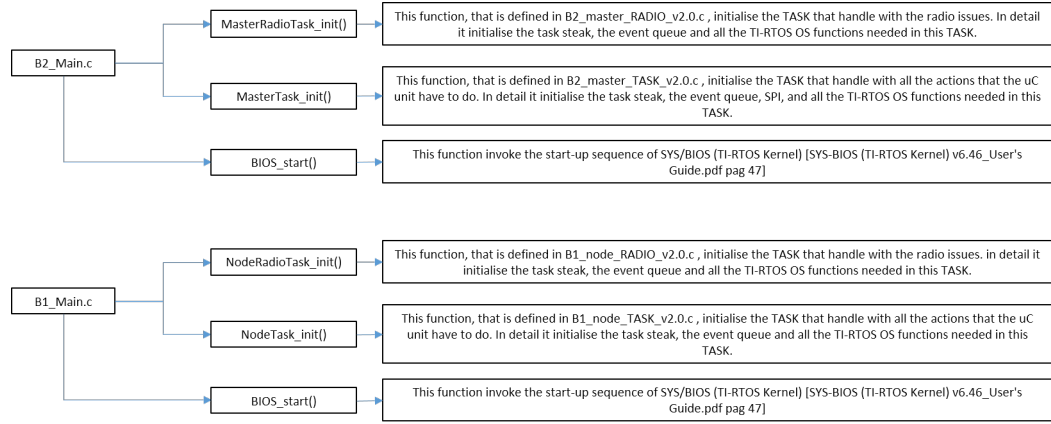 MasterRadioTask_init()
This function, that is defined in B2_master_RADIO_v2.0.c , initialise the TASK that handle with the radio issues. In detail
it initialise the task steak, the event queue and all the TI-RTOS OS functions needed in this TASK.
B2_Main.c
MasterTask_init()
This function, that is defined in B2_master_TASK_v2.0.c , initialise the TASK that handle with all the actions that the uC
unit have to do. In detail it initialise the task steak, the event queue, SPI, and all the TI-RTOS OS functions needed in this
TASK.
BIOS_start()
This function invoke the start-up sequence of SYS/BIOS (TI-RTOS Kernel) [SYS-BIOS (TI-RTOS Kernel) v6.46_User's
Guide.pdf pag 47]
NodeRadioTask_init()
This function, that is defined in B1_node_RADIO_v2.0.c , initialise the TASK that handle with the radio issues. in detail it
initialise the task steak, the event queue and all the TI-RTOS OS functions needed in this TASK.
B1_Main.c
NodeTask_init()
This function, that is defined in B1_node_TASK_v2.0.c , initialise the TASK that handle with all the actions that the uC
unit have to do. In detail it initialise the task steak, the event queue and all the TI-RTOS OS functions needed in this
TASK.
BIOS_start()
This function invoke the start-up sequence of SYS/BIOS (TI-RTOS Kernel) [SYS-BIOS (TI-RTOS Kernel) v6.46_User's
Guide.pdf pag 47]